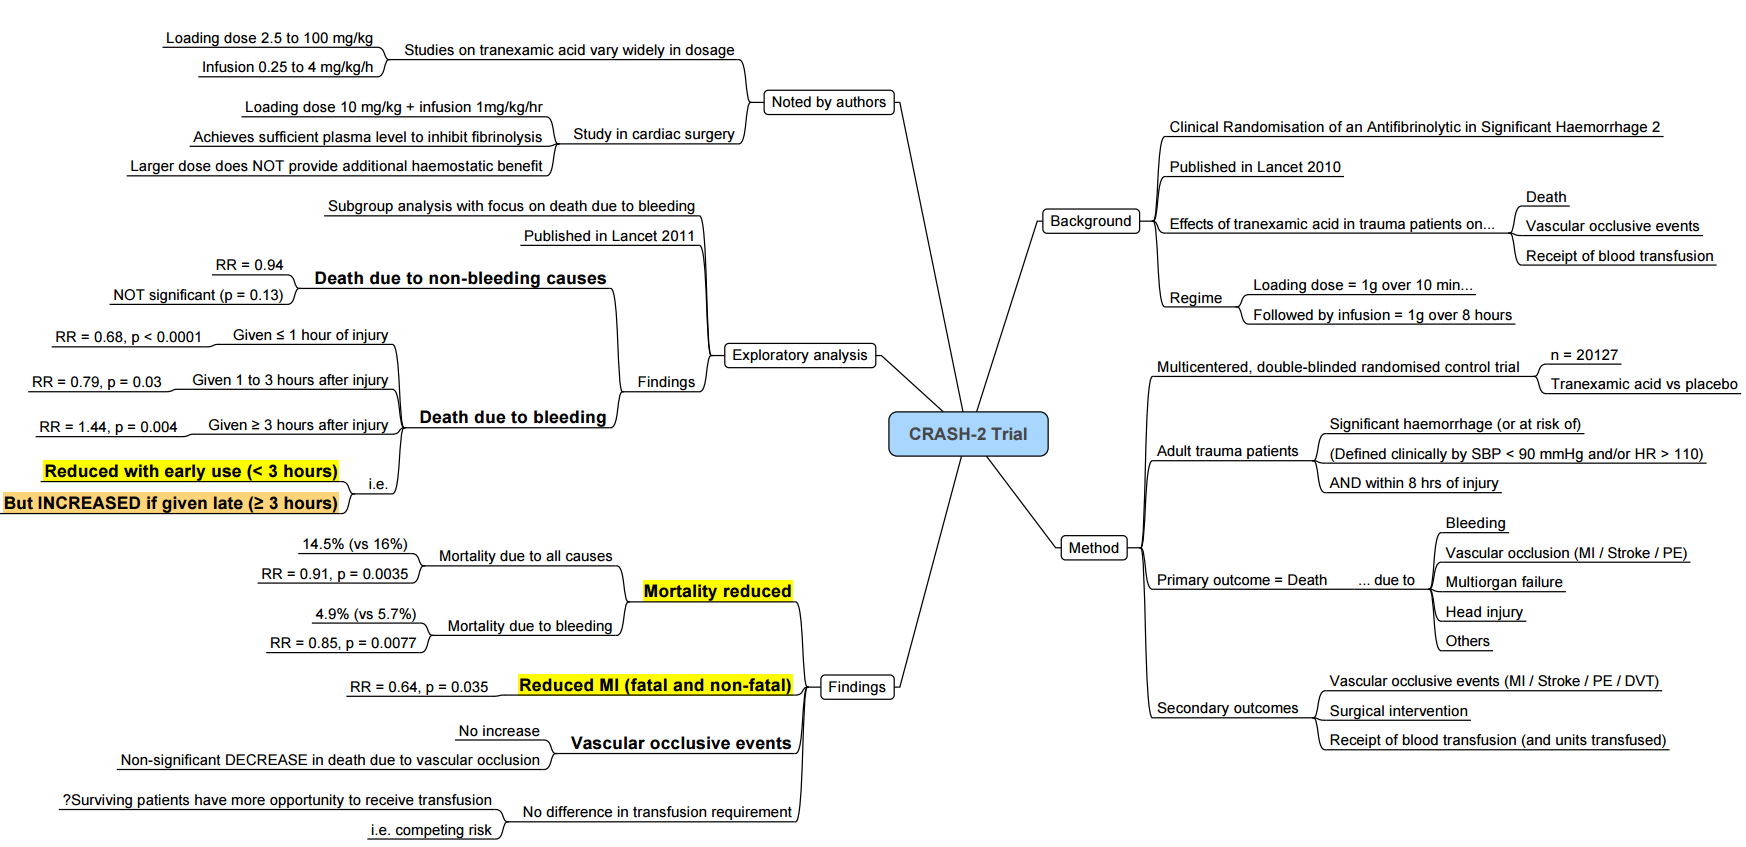 CRASH-2 Trial
Background
Clinical Randomisation of an Antifibrinolytic in Significant Haemorrhage 2
Published in Lancet 2010
Effects of tranexamic acid in trauma patients on...
Death
Vascular occlusive events
Receipt of blood transfusion
Regime
Loading dose = 1g over 10 min...
Followed by infusion = 1g over 8 hours
Method
Multicentered, double-blinded randomised control trial
n = 20127
Tranexamic acid vs placebo
Adult trauma patients
Significant haemorrhage (or at risk of)
(Defined clinically by SBP < 90 mmHg and/or HR > 110)
AND within 8 hrs of injury
Primary outcome = Death
... due to
Bleeding
Vascular occlusion (MI / Stroke / PE)
Multiorgan failure
Head injury
Others
Secondary outcomes
Vascular occlusive events (MI / Stroke / PE / DVT)
Surgical intervention
Receipt of blood transfusion (and units transfused)
Noted by authors
Studies on tranexamic acid vary widely in dosage
Loading dose 2.5 to 100 mg/kg
Infusion 0.25 to 4 mg/kg/h
Study in cardiac surgery
Loading dose 10 mg/kg + infusion 1mg/kg/hr
Achieves sufficient plasma level to inhibit fibrinolysis
Larger dose does NOT provide additional haemostatic benefit
Exploratory analysis
Subgroup analysis with focus on death due to bleeding
Published in Lancet 2011
Findings
Death due to non-bleeding causes
RR = 0.94
NOT significant (p = 0.13)
Death due to bleeding
Given ≤ 1 hour of injury
RR = 0.68, p < 0.0001
Given 1 to 3 hours after injury
RR = 0.79, p = 0.03
Given ≥ 3 hours after injury
RR = 1.44, p = 0.004
i.e.
Reduced with early use (< 3 hours)
But INCREASED if given late (≥ 3 hours)
Findings
Mortality reduced
Mortality due to all causes
14.5% (vs 16%)
RR = 0.91, p = 0.0035
Mortality due to bleeding
4.9% (vs 5.7%)
RR = 0.85, p = 0.0077
Reduced MI (fatal and non-fatal)
RR = 0.64, p = 0.035
Vascular occlusive events
No increase
Non-significant DECREASE in death due to vascular occlusion
No difference in transfusion requirement
?Surviving patients have more opportunity to receive transfusion
i.e. competing risk